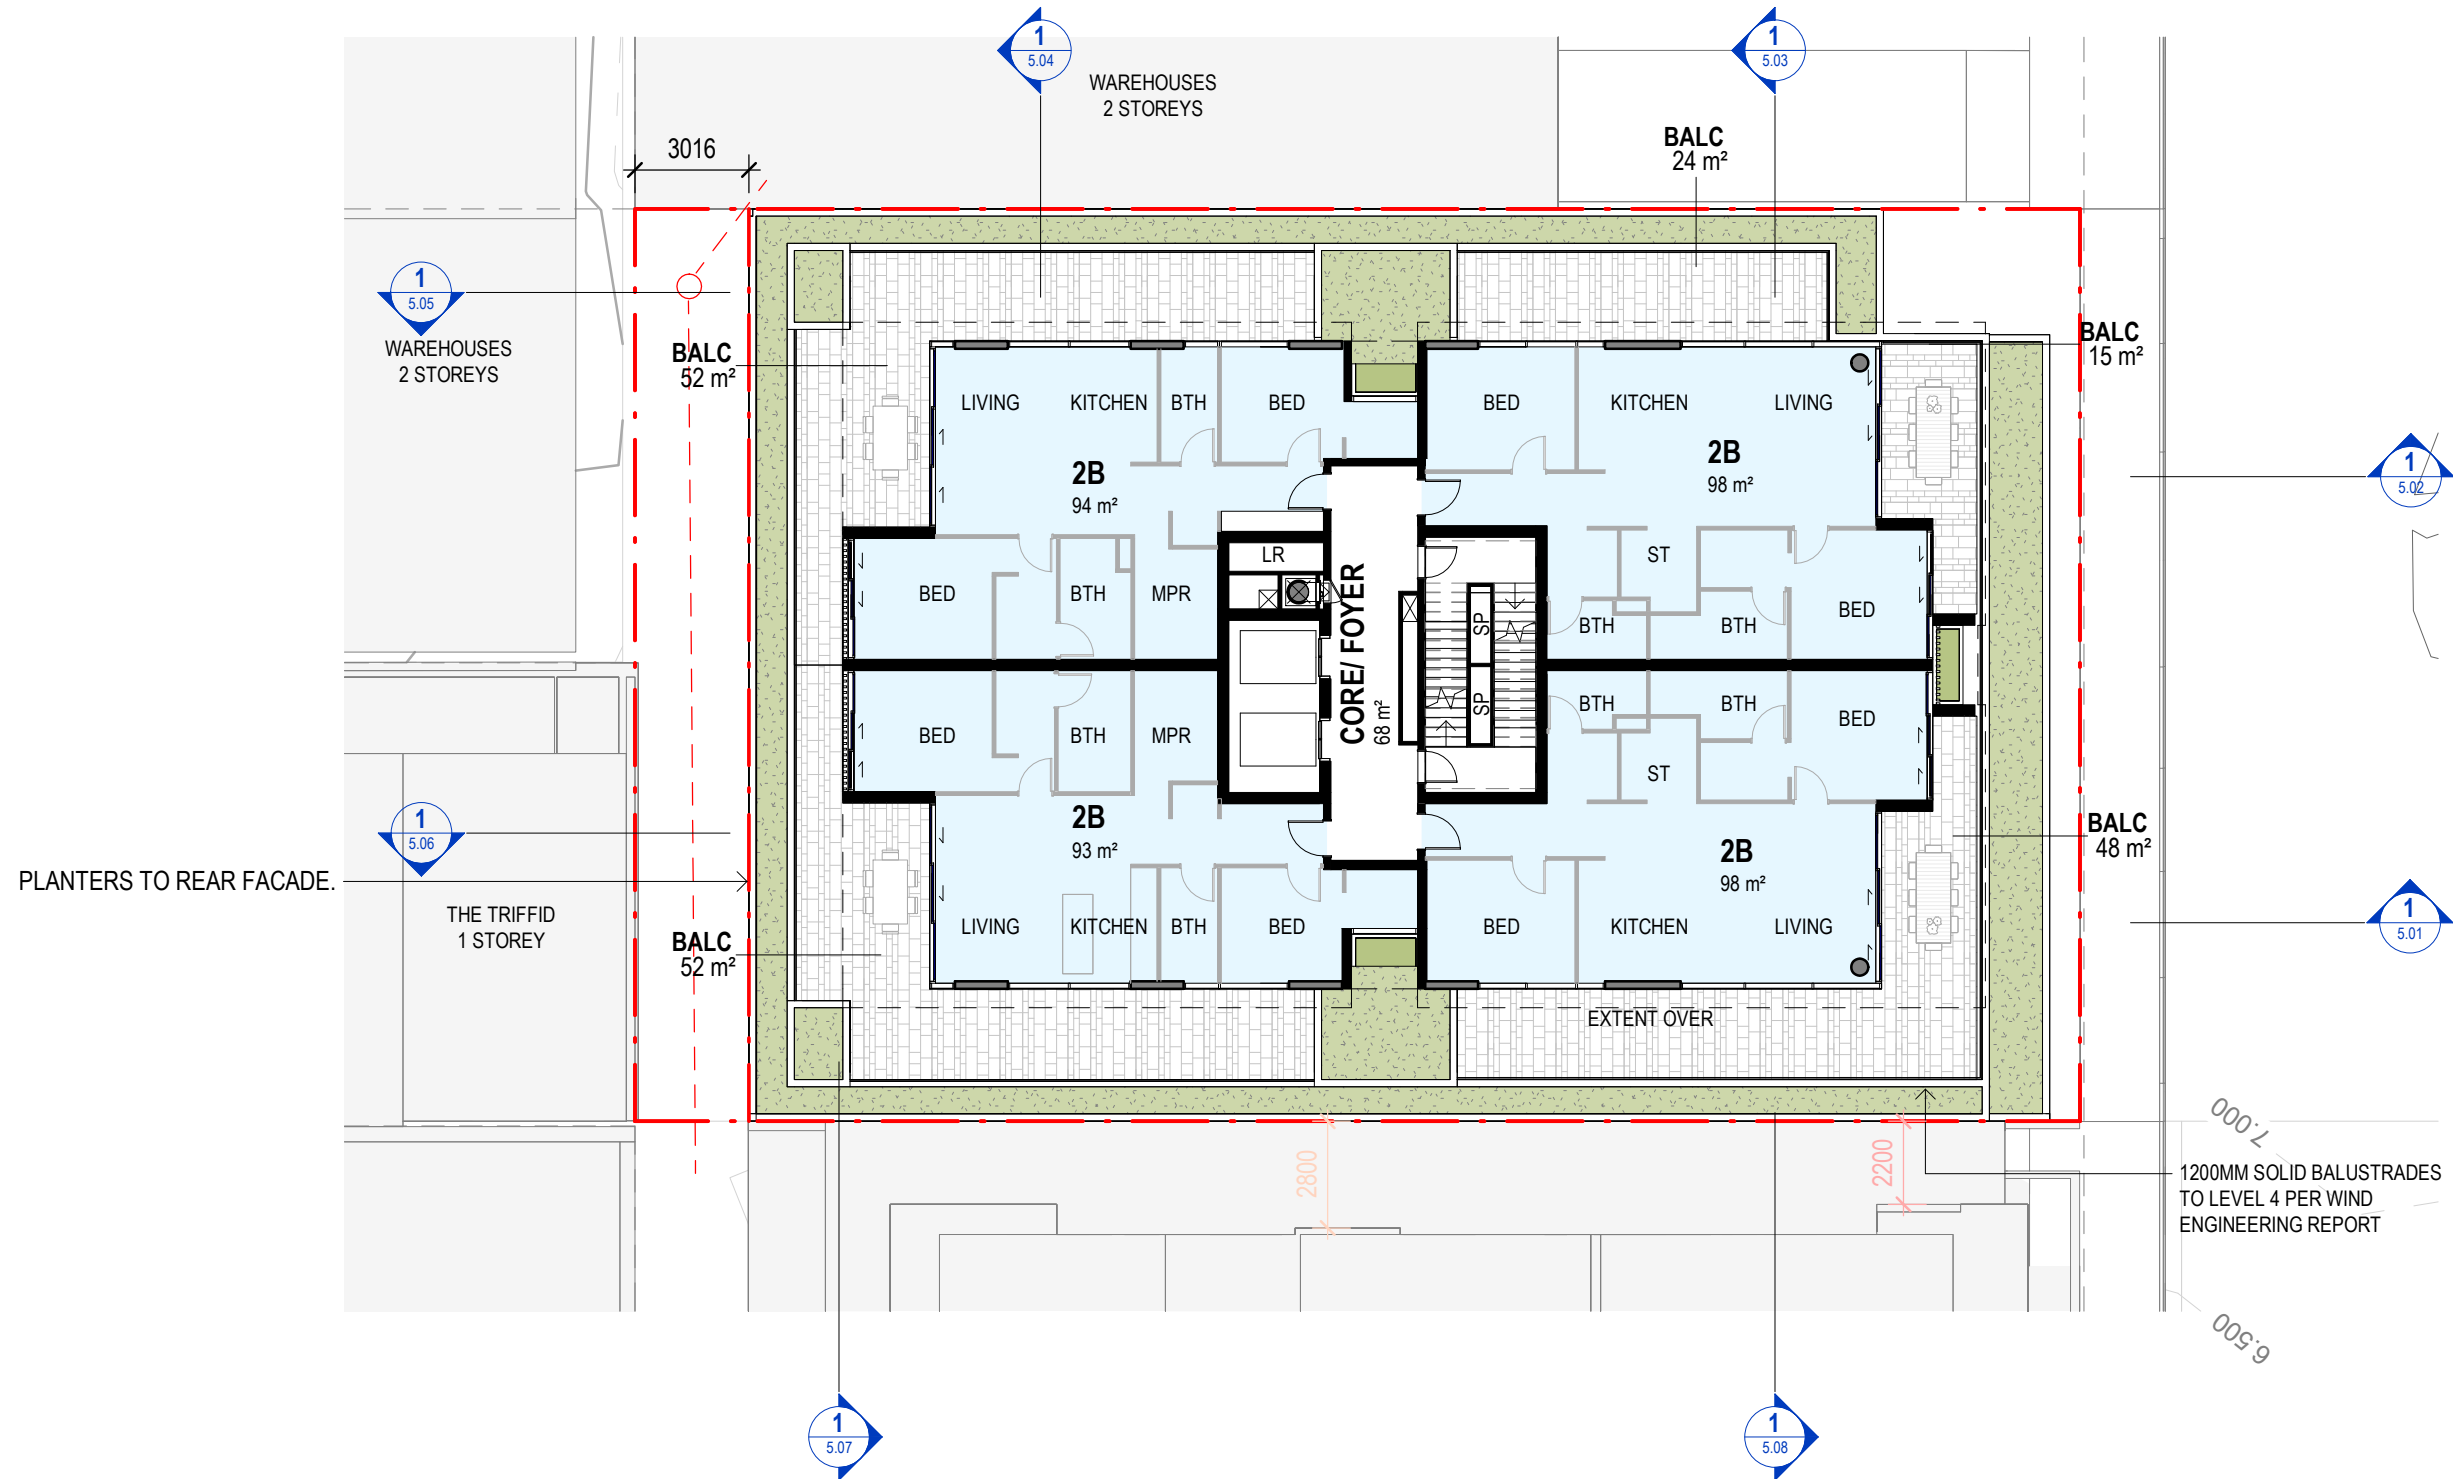 1
5.04
1
5.03
WAREHOUSES
2 STOREYS
BALC
24 m²
3016
1
5.05
WAREHOUSES
2 STOREYS
BALC
52 m²
BALC
15 m²
LIVING
KITCHEN
BTH
BED
BED
KITCHEN
LIVING
2B
94 m²
2B
98 m²
1
5.02
LR
ST
BED
BTH
MPR
CORE/ FOYER
68 m²
SP
SP
BTH
BTH
BED
BED
BTH
MPR
BTH
BTH
BED
ST
2B
93 m²
2B
98 m²
BALC
48 m²
1
5.06
PLANTERS TO REAR FACADE.
THE TRIFFID
1 STOREY
BALC
52 m²
LIVING
KITCHEN
BTH
BED
BED
KITCHEN
LIVING
1
5.01
EXTENT OVER
2800
2200
7.000
1200MM SOLID BALUSTRADES
TO LEVEL 4 PER WIND
ENGINEERING REPORT
6.500
1
5.07
1
5.08